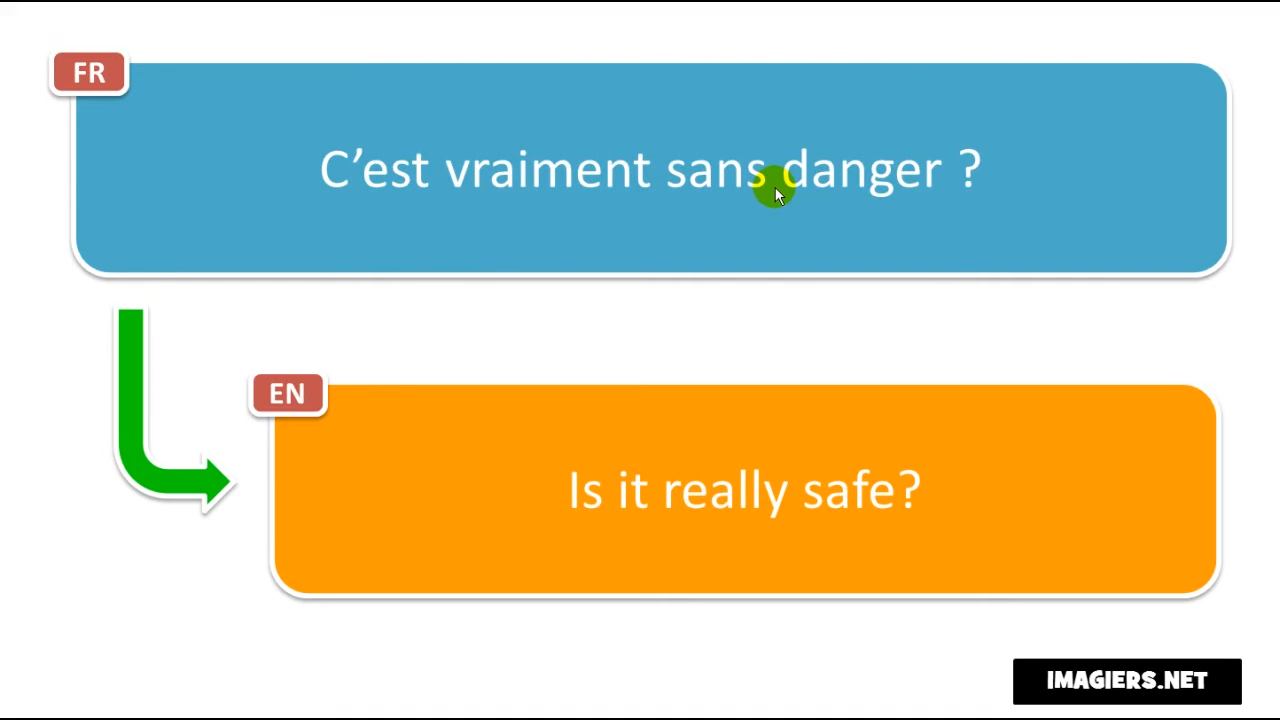 FR
C’est vraiment sans danger ?
EN
Is it really safe?
IMAGIERS.NET